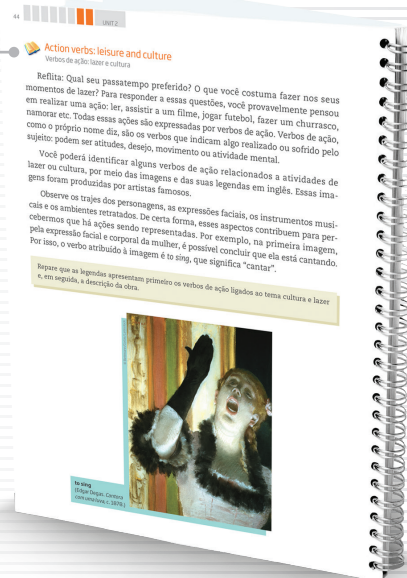 44
UNIT 2
Action verbs: leisure and culture
Verbos de ação: lazer e cultura
Reflita: Qual seu passatempo preferido? O que você costuma fazer nos seus
momentos de lazer? Para responder a essas questões, você provavelmente pensou
em realizar uma ação: ler, assistir a um filme, jogar futebol, fazer um churrasco,
namorar etc. Todas essas ações são expressadas por verbos de ação. Verbos de ação,
como o próprio nome diz, são os verbos que indicam algo realizado ou sofrido pelo
sujeito: podem ser atitudes, desejo, movimento ou atividade mental.
Você poderá identificar alguns verbos de ação relacionados a atividades de
lazer ou cultura, por meio das imagens e das suas legendas em inglês. Essas ima-
gens foram produzidas por artistas famosos.
Observe os trajes dos personagens, as expressões faciais, os instrumentos musi-
cais e os ambientes retratados. De certa forma, esses aspectos contribuem para per-
cebermos que há ações sendo representadas. Por exemplo, na primeira imagem,
pela expressão facial e corporal da mulher, é possível concluir que ela está cantando.
Por isso, o verbo atribuído à imagem é to sing, que significa “cantar”.
Repare que as legendas apresentam primeiro os verbos de ação ligados ao tema cultura e lazer
e, em seguida, a descrição da obra.
to sing
(Edgar Degas. Cantora
com uma luva, c. 1878.)